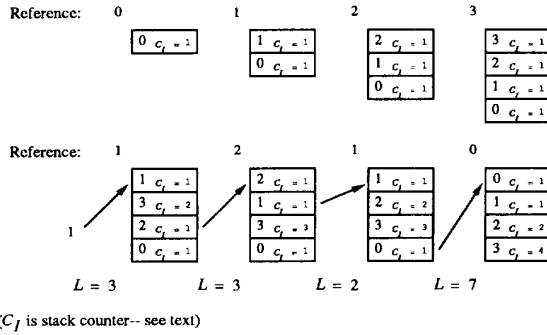 Reference: 0 1 2 3
0 C_I = 1 1 C_I = 1 2 C_I = 1 3 C_I = 1
0 C_I = 1 1 C_I = 1 2 C_I = 1
0 C_I = 1 1 C_I = 1
0 C_I = 1
Reference: 1 2 1 0
1 C_I = 1 2 C_I = 1 1 C_I = 1 0 C_I = 1
3 C_I = 2 1 C_I = 1 2 C_I = 2 1 C_I = 1
1 2 C_I = 1 3 C_I = 3 3 C_I = 3 2 C_I = 2
0 C_I = 1 0 C_I = 1 0 C_I = 1 3 C_I = 4
L = 3 L = 3 L = 2 L = 7
(C_I is stack counter-- see text)